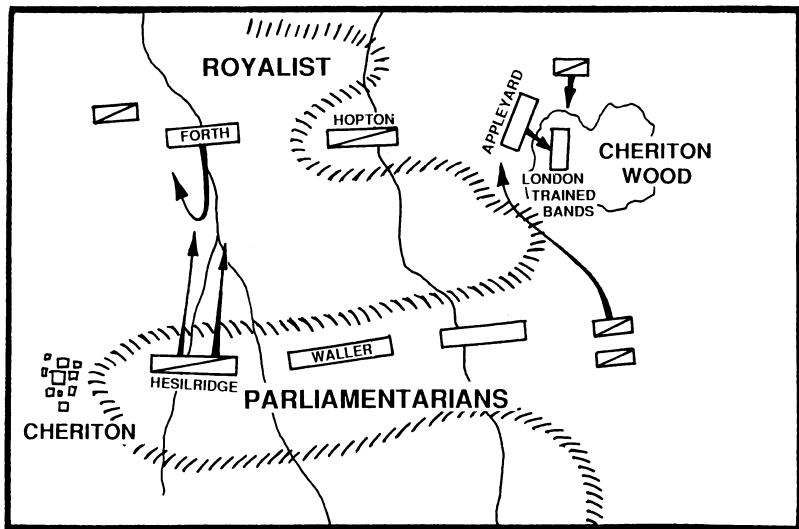 ROYALIST
FORTH
HOPTON
APPLEYARD
LONDON
TRAINED
BANDS
CHERITON
WOOD
HESILRIDGE
WALLER
PARLIAMENTARIANS
CHERITON